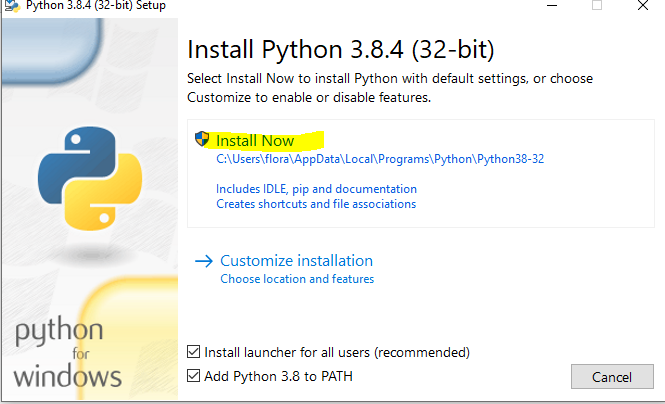 Python 3.8.4 (32-bit) Setup
Install Python 3.8.4 (32-bit)
Select Install Now to install Python with default settings, or choose
Customize to enable or disable features.
Install Now
C:\Users\flora\AppData\Local\Programs\Python\Python38-32
Includes IDLE, pip and documentation
Creates shortcuts and file associations
Customize installation
Choose location and features
python
for
windows
Install launcher for all users (recommended)
Add Python 3.8 to PATH
Cancel